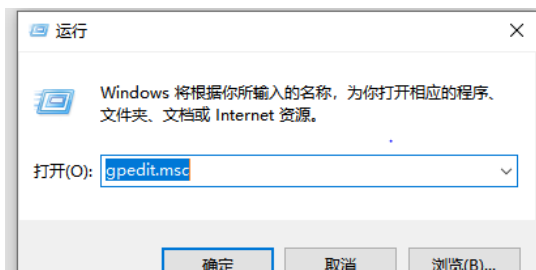 运行
Windows 将根据你所输入的名称，为你打开相应的程序、
文件夹、文档或 Internet 资源。
打开(O): gpedit.msc
确定 取消 浏览(B)...